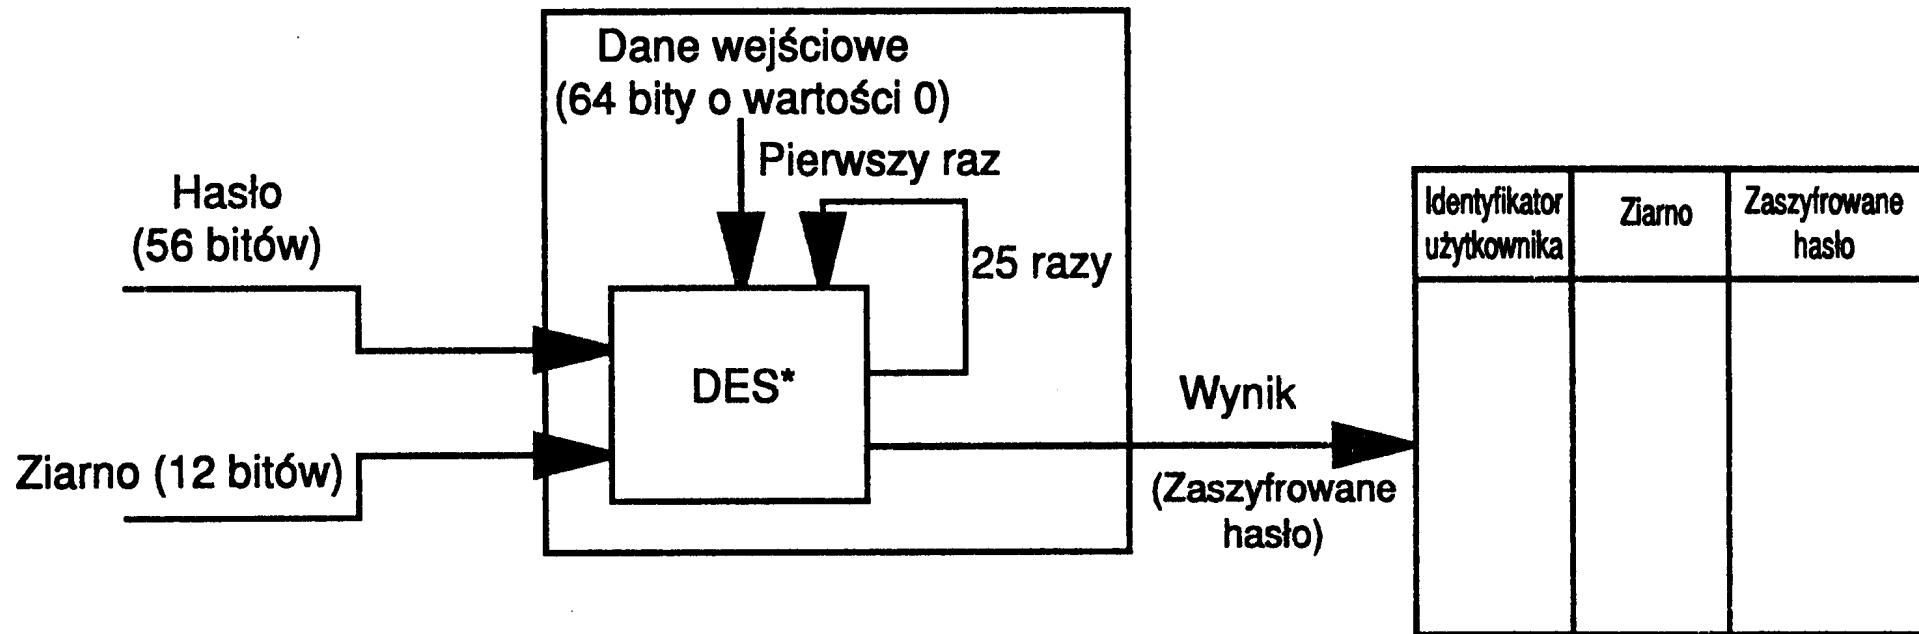 Dane wejściowe
(64 bity o wartości 0)
Pierwszy raz
Hasło
(56 bitów)
25 razy
DES*
Ziarno (12 bitów)
Wynik
(Zaszyfrowane
hasło)
Identyfikator
użytkownika
Ziarno
Zaszyfrowane
hasło